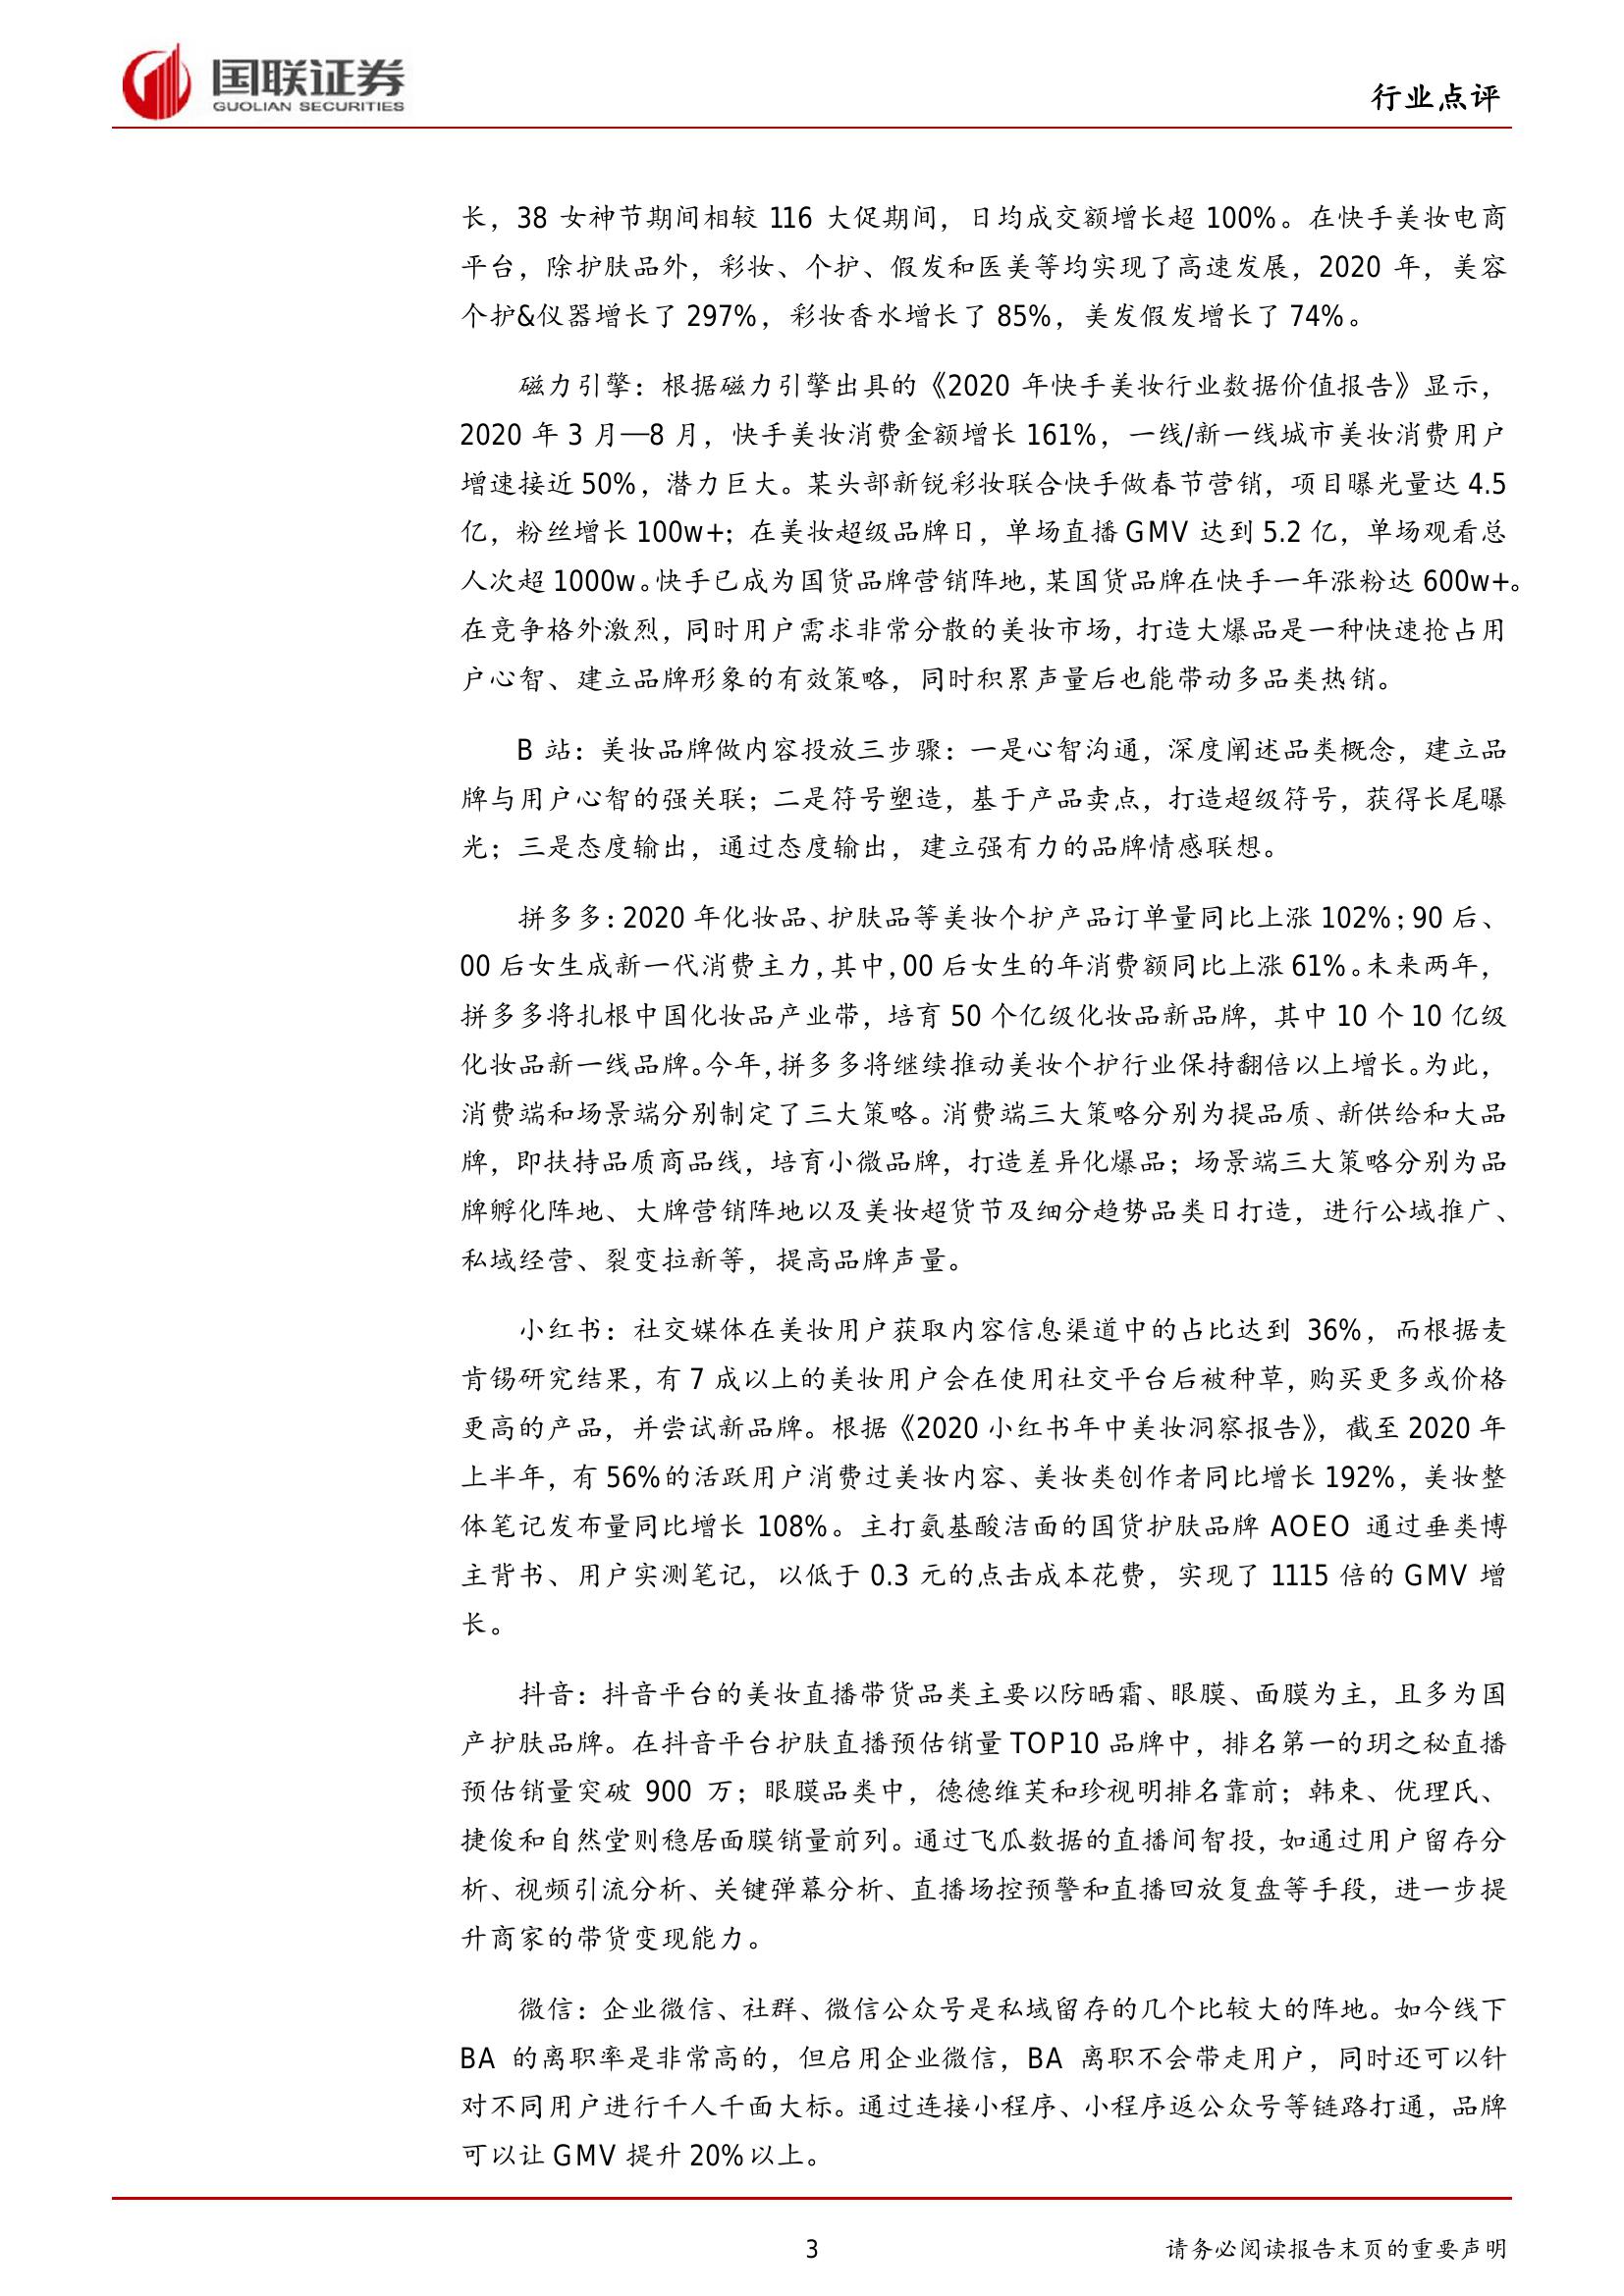 国联证券
GUOLIAN SECURITIES
行业点评
长，38 女神节期间相较 116 大促期间，日均成交额增长超 100%。在快手美妆电商
平台，除护肤品外，彩妆、个护、假发和医美等均实现了高速发展，2020 年，美容
个护&仪器增长了 297%，彩妆香水增长了 85%，美发假发增长了 74%。
磁力引擎：根据磁力引擎出具的《2020 年快手美妆行业数据价值报告》显示，
2020 年 3 月—8 月，快手美妆消费金额增长 161%，一线/新一线城市美妆消费用户
增速接近 50%，潜力巨大。某头部新锐彩妆联合快手做春节营销，项目曝光量达 4.5
亿，粉丝增长 100w+；在美妆超级品牌日，单场直播 GMV 达到 5.2 亿，单场观看总
人次超 1000w。快手已成为国货品牌营销阵地，某国货品牌在快手一年涨粉达 600w+。
在竞争格外激烈，同时用户需求非常分散的美妆市场，打造大爆品是一种快速抢占用
户心智、建立品牌形象的有效策略，同时积累声量后也能带动多品类热销。
B 站：美妆品牌做内容投放三步骤：一是心智沟通，深度阐述品类概念，建立品
牌与用户心智的强关联；二是符号塑造，基于产品卖点，打造超级符号，获得长尾曝
光；三是态度输出，通过态度输出，建立强有力的品牌情感联想。
拼多多：2020 年化妆品、护肤品等美妆个护产品订单量同比上涨 102%；90 后、
00 后女生成新一代消费主力，其中，00 后女生的年消费额同比上涨 61%。未来两年，
拼多多将扎根中国化妆品产业带，培育 50 个亿级化妆品新品牌，其中 10 个 10 亿级
化妆品新一线品牌。今年，拼多多将继续推动美妆个护行业保持翻倍以上增长。为此，
消费端和场景端分别制定了三大策略。消费端三大策略分别为提品质、新供给和大品
牌，即扶持品质商品线，培育小微品牌，打造差异化爆品；场景端三大策略分别为品
牌孵化阵地、大牌营销阵地以及美妆超货节及细分趋势品类日打造，进行公域推广、
私域经营、裂变拉新等，提高品牌声量。
小红书：社交媒体在美妆用户获取内容信息渠道中的占比达到 36%，而根据麦
肯锡研究结果，有 7 成以上的美妆用户会在使用社交平台后被种草，购买更多或价格
更高的产品，并尝试新品牌。根据《2020 小红书年中美妆洞察报告》，截至 2020 年
上半年，有 56%的活跃用户消费过美妆内容、美妆类创作者同比增长 192%，美妆整
体笔记发布量同比增长 108%。主打氨基酸洁面的国货护肤品牌 AOEO 通过垂类博
主背书、用户实测笔记，以低于 0.3 元的点击成本花费，实现了 1115 倍的 GMV 增
长。
抖音：抖音平台的美妆直播带货品类主要以防晒霜、眼膜、面膜为主，且多为国
产护肤品牌。在抖音平台护肤直播预估销量 TOP10 品牌中，排名第一的玥之秘直播
预估销量突破 900 万；眼膜品类中，德德维芙和珍视明排名靠前；韩束、优理氏、
捷俊和自然堂则稳居面膜销量前列。通过飞瓜数据的直播间智投，如通过用户留存分
析、视频引流分析、关键弹幕分析、直播场控预警和直播回放复盘等手段，进一步提
升商家的带货变现能力。
微信：企业微信、社群、微信公众号是私域留存的几个比较大的阵地。如今线下
BA 的离职率是非常高的，但启用企业微信，BA 离职不会带走用户，同时还可以针
对不同用户进行千人千面大标。通过连接小程序、小程序返公众号等链路打通，品牌
可以让 GMV 提升 20%以上。
3
请务必阅读报告末页的重要声明